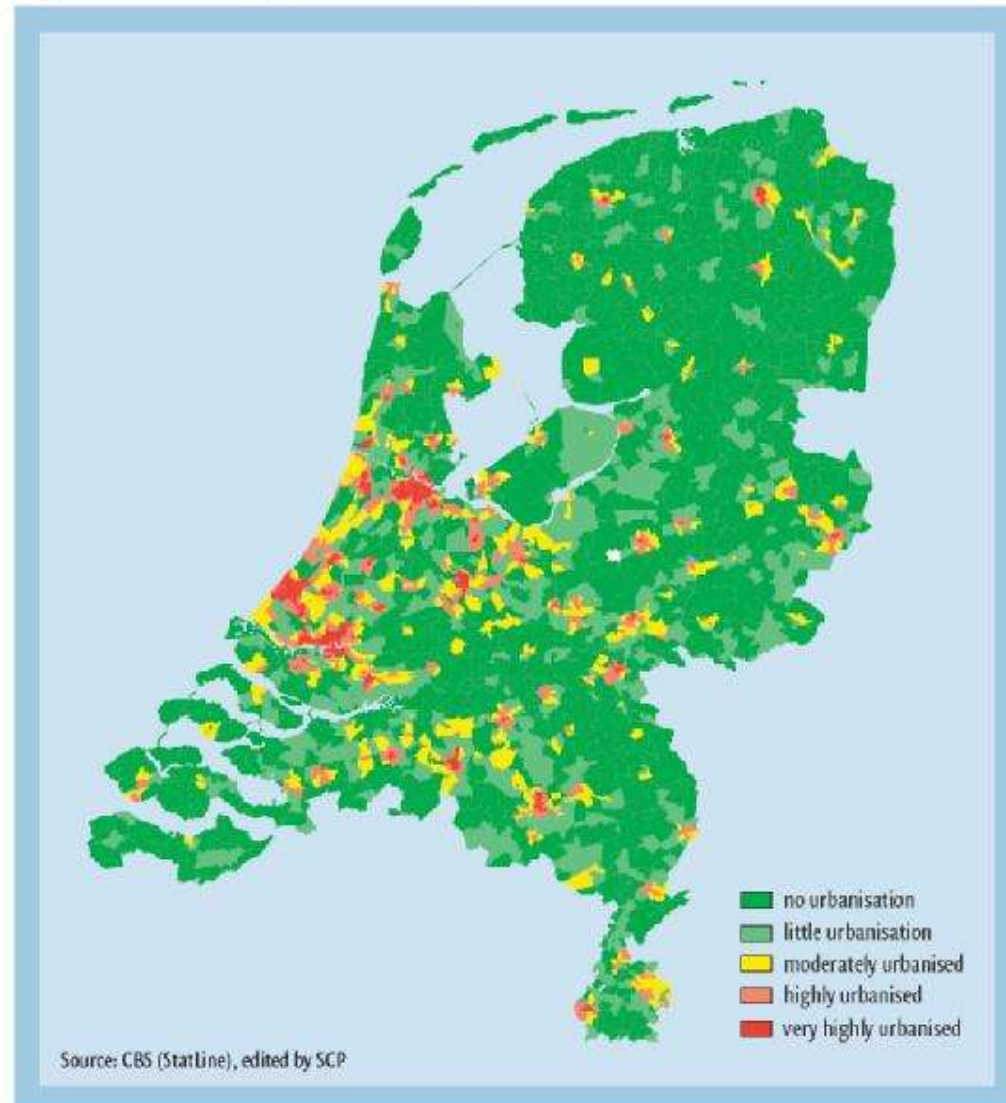 no urbanisation
little urbanisation
moderately urbanised
highly urbanised
very highly urbanised
Source: CBS (StatLine), edited by SCP